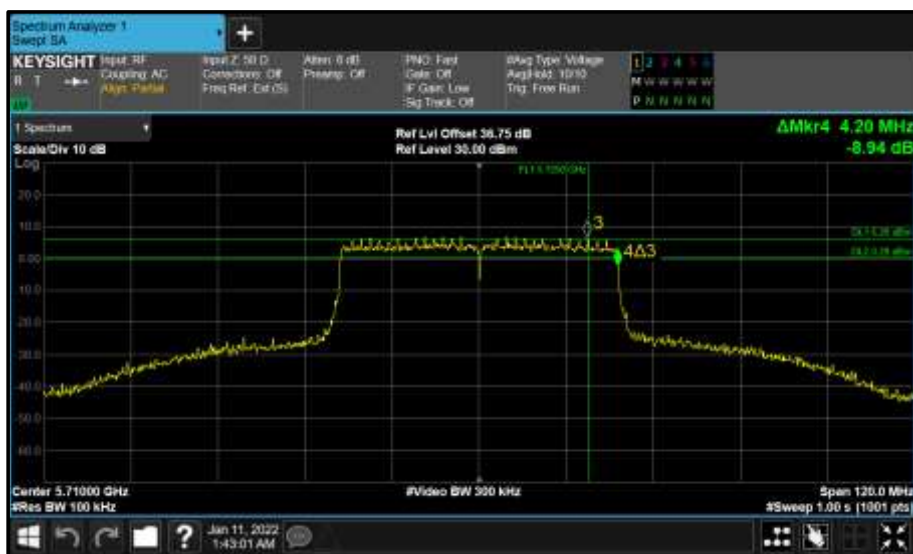 Spectrum Analyzer 1
Swept SA
+
KEYSIGHT
R T
Input: RF
Coupling: AC
Align: Partial
Input Z: 50 Ω
Corrections: Off
Freq Ref: Ext (S)
Atten: 0 dB
Preamp: Off
PNO: Fast
Gate: Off
IF Gain: Low
Sig Track: Off
#Avg Type: Voltage
Avg|Hold: 10/10
Trig: Free Run
1 2 3 4 5 6
M W W W W W
P N N N N N
1 Spectrum
Scale/Div 10 dB
Log
Ref Lvl Offset 36.75 dB
Ref Level 30.00 dBm
ΔMkr4 4.20 MHz
-8.94 dB
20.0
10.0
0.00
-10.0
-20.0
-30.0
-40.0
-50.0
-60.0
3
4Δ3
Center 5.71000 GHz
#Res BW 100 kHz
#Video BW 300 kHz
Span 120.0 MHz
#Sweep 1.00 s (1001 pts)
?
Jan 11, 2022
1:43:01 AM